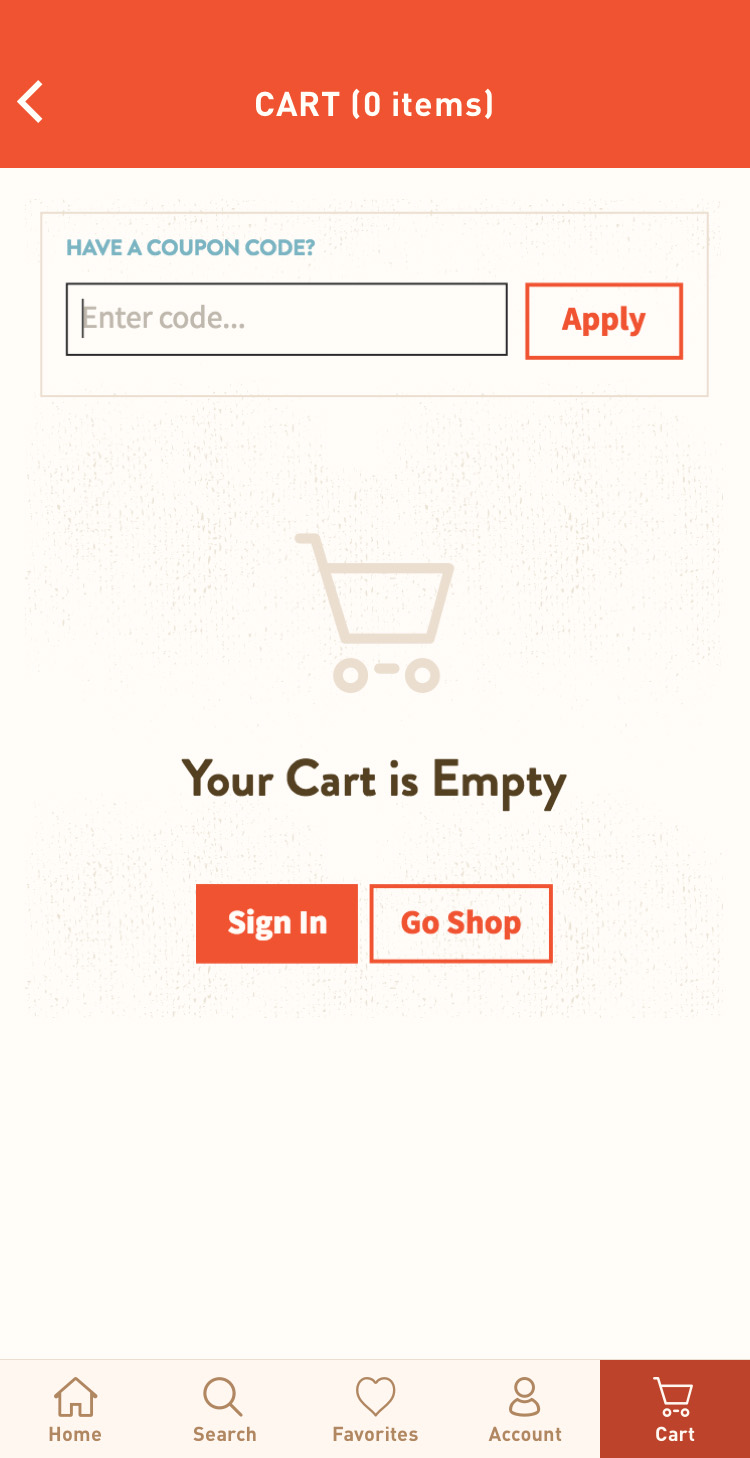 CART (0 items)
HAVE A COUPON CODE?
Enter code...
Apply
Your Cart is Empty
Sign In
Go Shop
Home
Search
Favorites
Account
Cart